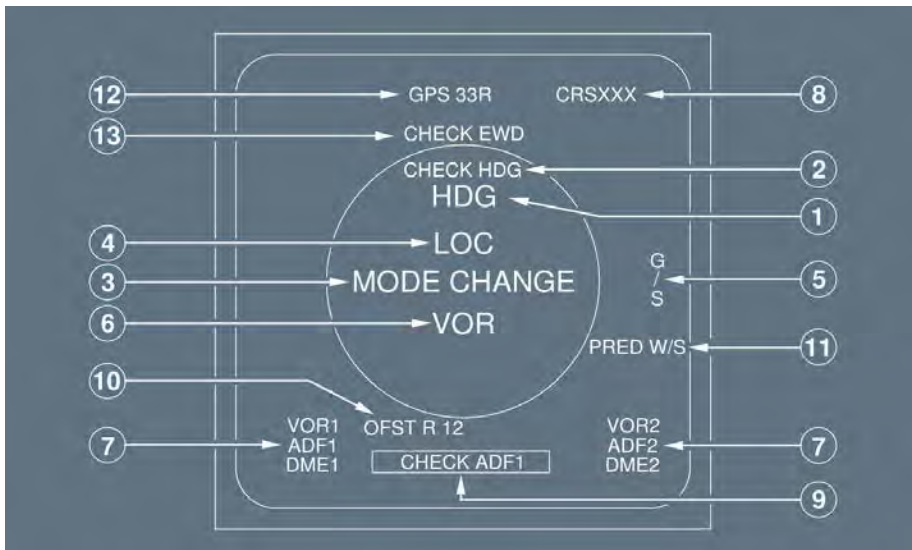 12 GPS 33R CRSXXX 8
13 CHECK EWD
CHECK HDG 2
HDG 1
4 LOC
G
/
S
5
3 MODE CHANGE
6 VOR
PRED W/S 11
10 OFST R 12
7
VOR1
ADF1
DME1
VOR2
ADF2
DME2
7
CHECK ADF1
9